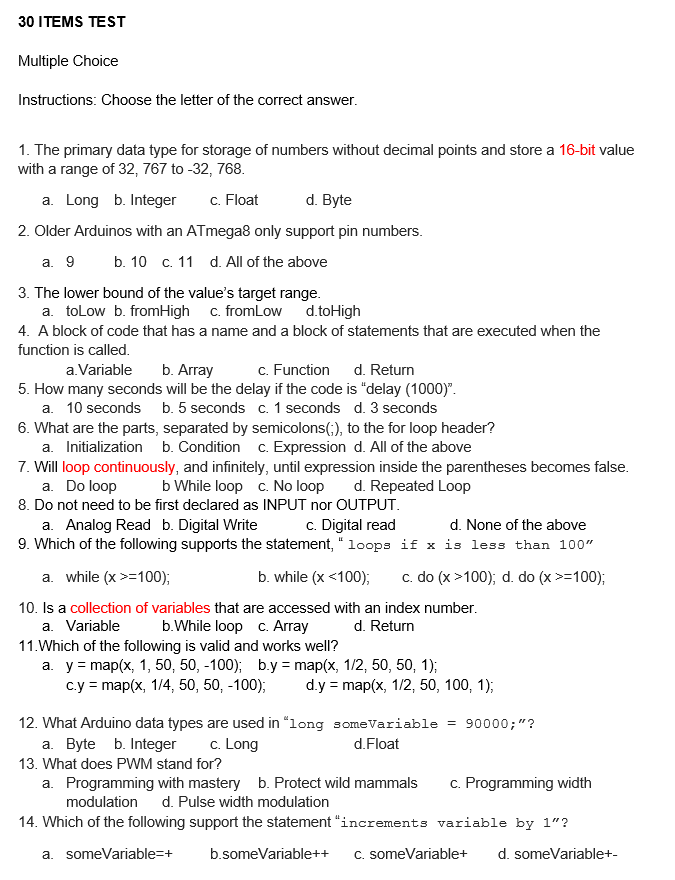 30 ITEMS TEST
Multiple Choice
Instructions: Choose the letter of the correct answer.
1. The primary data type for storage of numbers without decimal points and store a 16-bit value
with a range of 32, 767 to -32, 768.
a. Long b. Integer c. Float d. Byte
2. Older Arduinos with an ATmega8 only support pin numbers.
a. 9 b. 10 c. 11 d. All of the above
3. The lower bound of the value's target range.
a. toLow b. fromHigh c. fromLow d.toHigh
4. A block of code that has a name and a block of statements that are executed when the
function is called.
a.Variable b. Array c. Function d. Return
5. How many seconds will be the delay if the code is “delay (1000)”.
a. 10 seconds b. 5 seconds c. 1 seconds d. 3 seconds
6. What are the parts, separated by semicolons(;), to the for loop header?
a. Initialization b. Condition c. Expression d. All of the above
7. Will loop continuously, and infinitely, until expression inside the parentheses becomes false.
a. Do loop b While loop c. No loop d. Repeated Loop
8. Do not need to be first declared as INPUT nor OUTPUT.
a. Analog Read b. Digital Write c. Digital read d. None of the above
9. Which of the following supports the statement, “ loops if x is less than 100”
a. while (x >=100); b. while (x <100); c. do (x >100); d. do (x >=100);
10. Is a collection of variables that are accessed with an index number.
a. Variable b.While loop c. Array d. Return
11.Which of the following is valid and works well?
a. y = map(x, 1, 50, 50, -100); b.y = map(x, 1/2, 50, 50, 1);
c.y = map(x, 1/4, 50, 50, -100); d.y = map(x, 1/2, 50, 100, 1);
12. What Arduino data types are used in “long someVariable = 90000;”?
a. Byte b. Integer c. Long d.Float
13. What does PWM stand for?
a. Programming with mastery b. Protect wild mammals c. Programming width
modulation d. Pulse width modulation
14. Which of the following support the statement “increments variable by 1”?
a. someVariable=+ b.someVariable++ c. someVariable+ d. someVariable+-